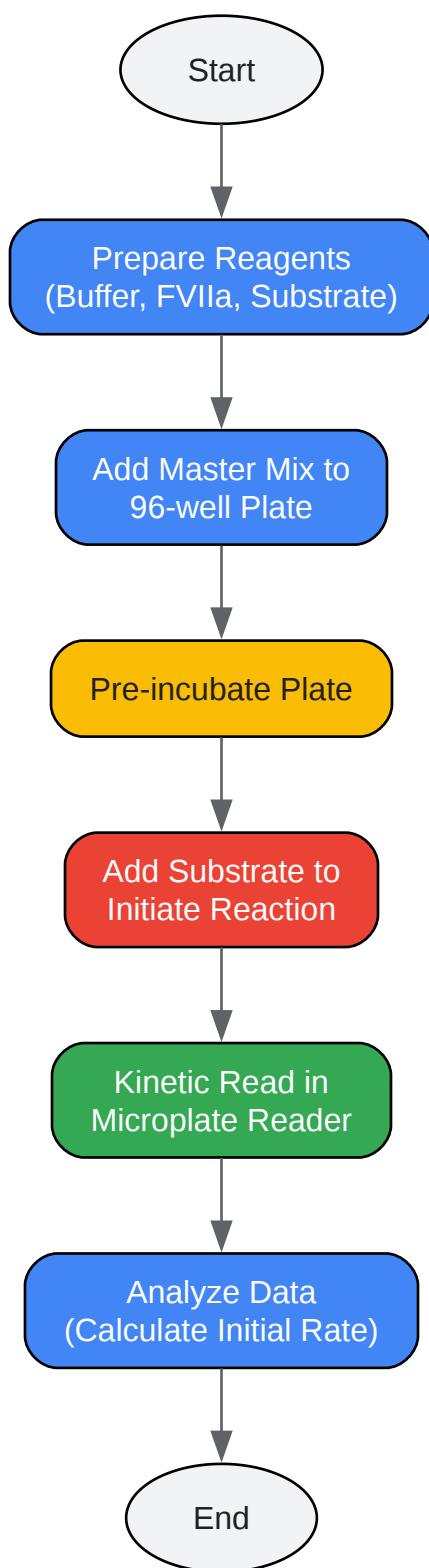 Start
Prepare Reagents
(Buffer, FVIIa, Substrate)
Add Master Mix to
96-well Plate
Pre-incubate Plate
Add Substrate to
Initiate Reaction
Kinetic Read in
Microplate Reader
Analyze Data
(Calculate Initial Rate)
End